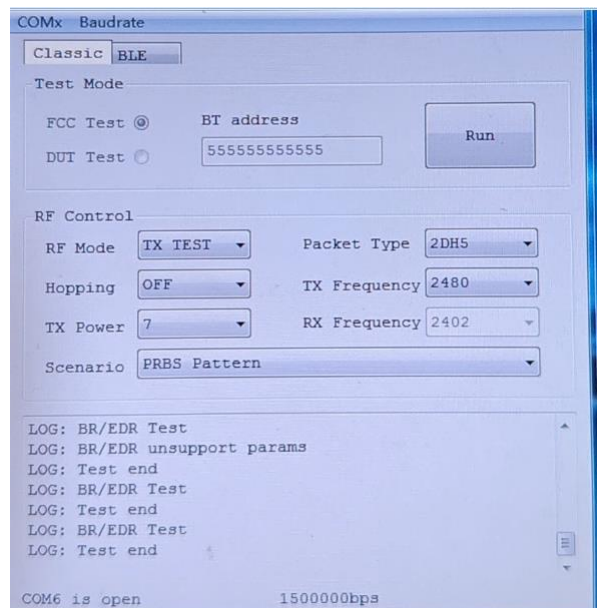 COMx Baudrate
Classic BLE
Test Mode
FCC Test BT address
DUT Test 555555555555 Run
RF Control
RF Mode TX TEST Packet Type 2DH5
Hopping OFF TX Frequency 2480
TX Power 7 RX Frequency 2402
Scenario PRBS Pattern
LOG: BR/EDR Test
LOG: BR/EDR unsupport params
LOG: Test end
LOG: BR/EDR Test
LOG: Test end
LOG: BR/EDR Test
LOG: Test end
COM6 is open 1500000bps